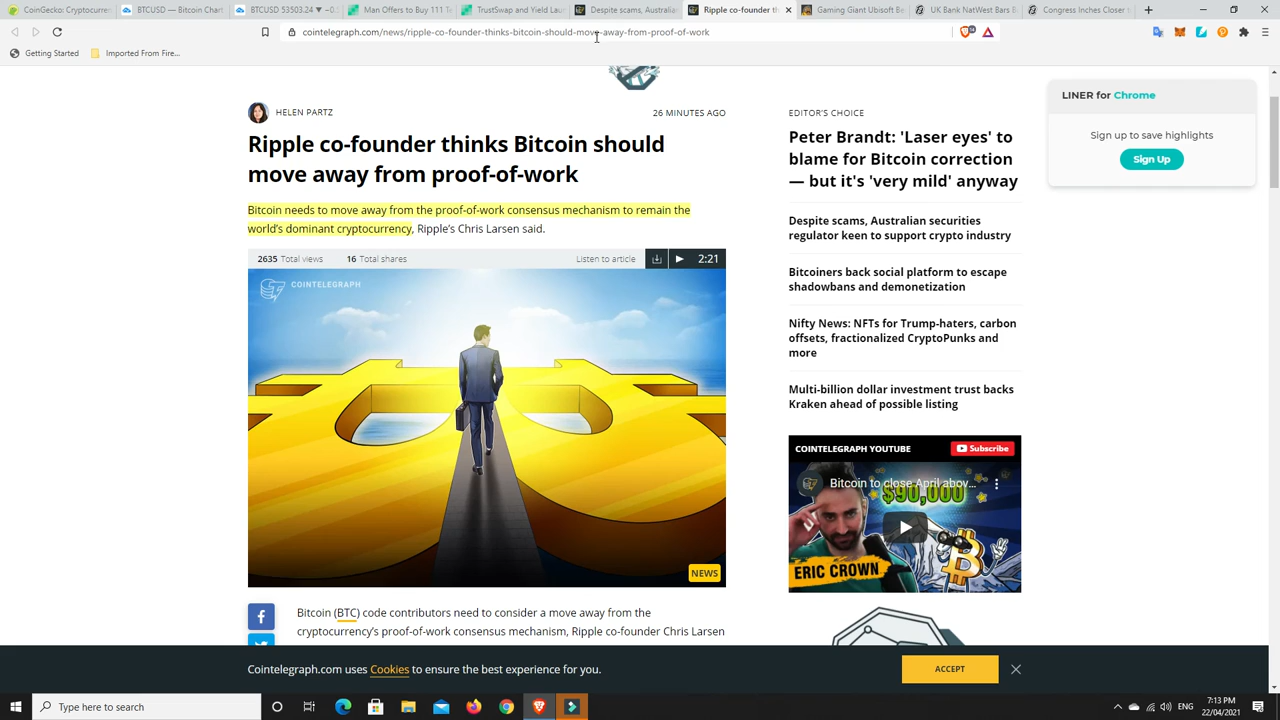 CoinGecko: Cryptocurren
BTCUSD — Bitcoin Chart
BTCUSD 53503.24 ▼ −0.
Man Offers to Buy 111 T
TrustSwap and Yield Lau
Despite scams, Australia
Ripple co-founder th
Gaming Giant Ubisoft Be
UK Bank NatWest Bars B
Congress Inches Closer t
cointelegraph.com/news/ripple-co-founder-thinks-bitcoin-should-move-away-from-proof-of-work
Getting Started
Imported From Fire...
HELEN PARTZ
26 MINUTES AGO
Ripple co-founder thinks Bitcoin should
move away from proof-of-work
Bitcoin needs to move away from the proof-of-work consensus mechanism to remain the
world's dominant cryptocurrency, Ripple's Chris Larsen said.
2635 Total views
16 Total shares
Listen to article
2:21
COINTELEGRAPH
NEWS
Bitcoin (BTC) code contributors need to consider a move away from the
cryptocurrency's proof-of-work consensus mechanism, Ripple co-founder Chris Larsen
EDITOR'S CHOICE
Peter Brandt: 'Laser eyes' to
blame for Bitcoin correction
— but it's 'very mild' anyway
Despite scams, Australian securities
regulator keen to support crypto industry
Bitcoiners back social platform to escape
shadowbans and demonetization
Nifty News: NFTs for Trump-haters, carbon
offsets, fractionalized CryptoPunks and
more
Multi-billion dollar investment trust backs
Kraken ahead of possible listing
COINTELEGRAPH YOUTUBE
Subscribe
Bitcoin to close April abov...
$90,000
ERIC CROWN
LINER for Chrome
Sign up to save highlights
Sign Up
Cointelegraph.com uses Cookies to ensure the best experience for you.
ACCEPT
Type here to search
ENG
7:13 PM
22/04/2021